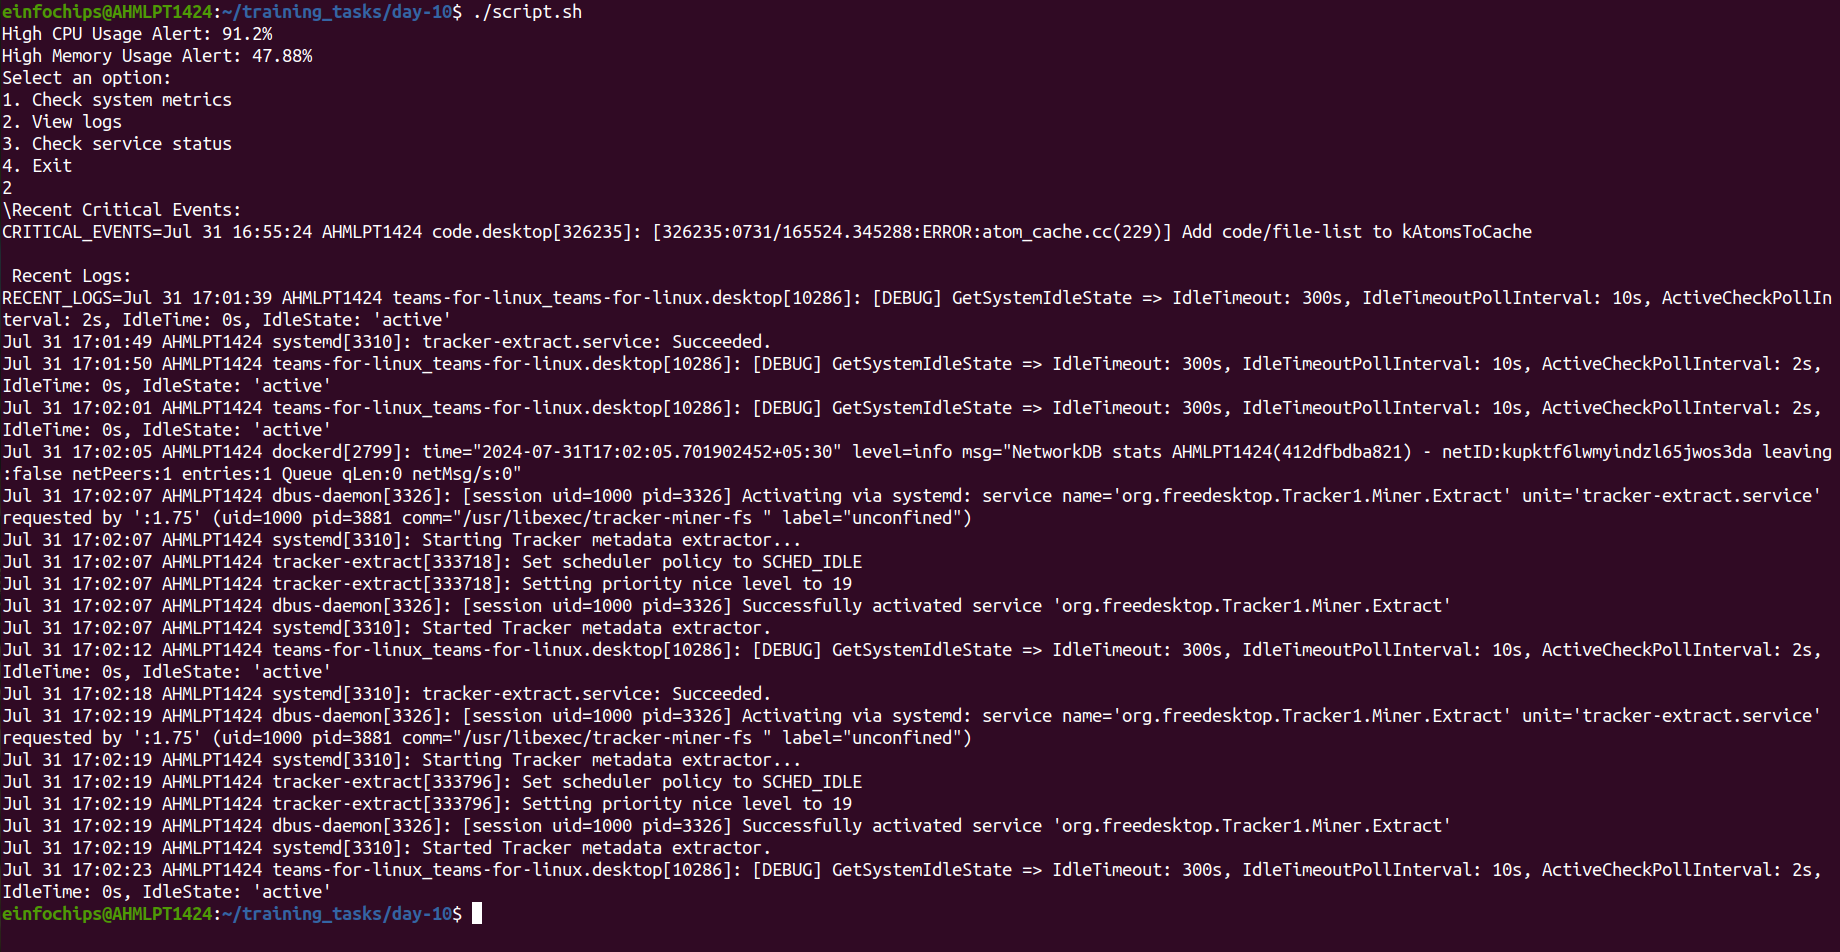 einfochips@AHMLPT1424:~/training_tasks/day-10$ ./script.sh
High CPU Usage Alert: 91.2%
High Memory Usage Alert: 47.88%
Select an option:
1. Check system metrics
2. View logs
3. Check service status
4. Exit
2
\Recent Critical Events:
CRITICAL_EVENTS=Jul 31 16:55:24 AHMLPT1424 code.desktop[326235]: [326235:0731/165524.345288:ERROR:atom_cache.cc(229)] Add code/file-list to kAtomsToCache

 Recent Logs:
RECENT_LOGS=Jul 31 17:01:39 AHMLPT1424 teams-for-linux_teams-for-linux.desktop[10286]: [DEBUG] GetSystemIdleState => IdleTimeout: 300s, IdleTimeoutPollInterval: 10s, ActiveCheckPollIn
terval: 2s, IdleTime: 0s, IdleState: 'active'
Jul 31 17:01:49 AHMLPT1424 systemd[3310]: tracker-extract.service: Succeeded.
Jul 31 17:01:50 AHMLPT1424 teams-for-linux_teams-for-linux.desktop[10286]: [DEBUG] GetSystemIdleState => IdleTimeout: 300s, IdleTimeoutPollInterval: 10s, ActiveCheckPollInterval: 2s,
IdleTime: 0s, IdleState: 'active'
Jul 31 17:02:01 AHMLPT1424 teams-for-linux_teams-for-linux.desktop[10286]: [DEBUG] GetSystemIdleState => IdleTimeout: 300s, IdleTimeoutPollInterval: 10s, ActiveCheckPollInterval: 2s,
IdleTime: 0s, IdleState: 'active'
Jul 31 17:02:05 AHMLPT1424 dockerd[2799]: time="2024-07-31T17:02:05.701902452+05:30" level=info msg="NetworkDB stats AHMLPT1424(412dfbdba821) - netID:kupktf6lwmyindzl65jwos3da leaving
:false netPeers:1 entries:1 Queue qLen:0 netMsg/s:0"
Jul 31 17:02:07 AHMLPT1424 dbus-daemon[3326]: [session uid=1000 pid=3326] Activating via systemd: service name='org.freedesktop.Tracker1.Miner.Extract' unit='tracker-extract.service'
requested by ':1.75' (uid=1000 pid=3881 comm="/usr/libexec/tracker-miner-fs " label="unconfined")
Jul 31 17:02:07 AHMLPT1424 systemd[3310]: Starting Tracker metadata extractor...
Jul 31 17:02:07 AHMLPT1424 tracker-extract[333718]: Set scheduler policy to SCHED_IDLE
Jul 31 17:02:07 AHMLPT1424 tracker-extract[333718]: Setting priority nice level to 19
Jul 31 17:02:07 AHMLPT1424 dbus-daemon[3326]: [session uid=1000 pid=3326] Successfully activated service 'org.freedesktop.Tracker1.Miner.Extract'
Jul 31 17:02:07 AHMLPT1424 systemd[3310]: Started Tracker metadata extractor.
Jul 31 17:02:12 AHMLPT1424 teams-for-linux_teams-for-linux.desktop[10286]: [DEBUG] GetSystemIdleState => IdleTimeout: 300s, IdleTimeoutPollInterval: 10s, ActiveCheckPollInterval: 2s,
IdleTime: 0s, IdleState: 'active'
Jul 31 17:02:18 AHMLPT1424 systemd[3310]: tracker-extract.service: Succeeded.
Jul 31 17:02:19 AHMLPT1424 dbus-daemon[3326]: [session uid=1000 pid=3326] Activating via systemd: service name='org.freedesktop.Tracker1.Miner.Extract' unit='tracker-extract.service'
requested by ':1.75' (uid=1000 pid=3881 comm="/usr/libexec/tracker-miner-fs " label="unconfined")
Jul 31 17:02:19 AHMLPT1424 systemd[3310]: Starting Tracker metadata extractor...
Jul 31 17:02:19 AHMLPT1424 tracker-extract[333796]: Set scheduler policy to SCHED_IDLE
Jul 31 17:02:19 AHMLPT1424 tracker-extract[333796]: Setting priority nice level to 19
Jul 31 17:02:19 AHMLPT1424 dbus-daemon[3326]: [session uid=1000 pid=3326] Successfully activated service 'org.freedesktop.Tracker1.Miner.Extract'
Jul 31 17:02:19 AHMLPT1424 systemd[3310]: Started Tracker metadata extractor.
Jul 31 17:02:23 AHMLPT1424 teams-for-linux_teams-for-linux.desktop[10286]: [DEBUG] GetSystemIdleState => IdleTimeout: 300s, IdleTimeoutPollInterval: 10s, ActiveCheckPollInterval: 2s,
IdleTime: 0s, IdleState: 'active'
einfochips@AHMLPT1424:~/training_tasks/day-10$